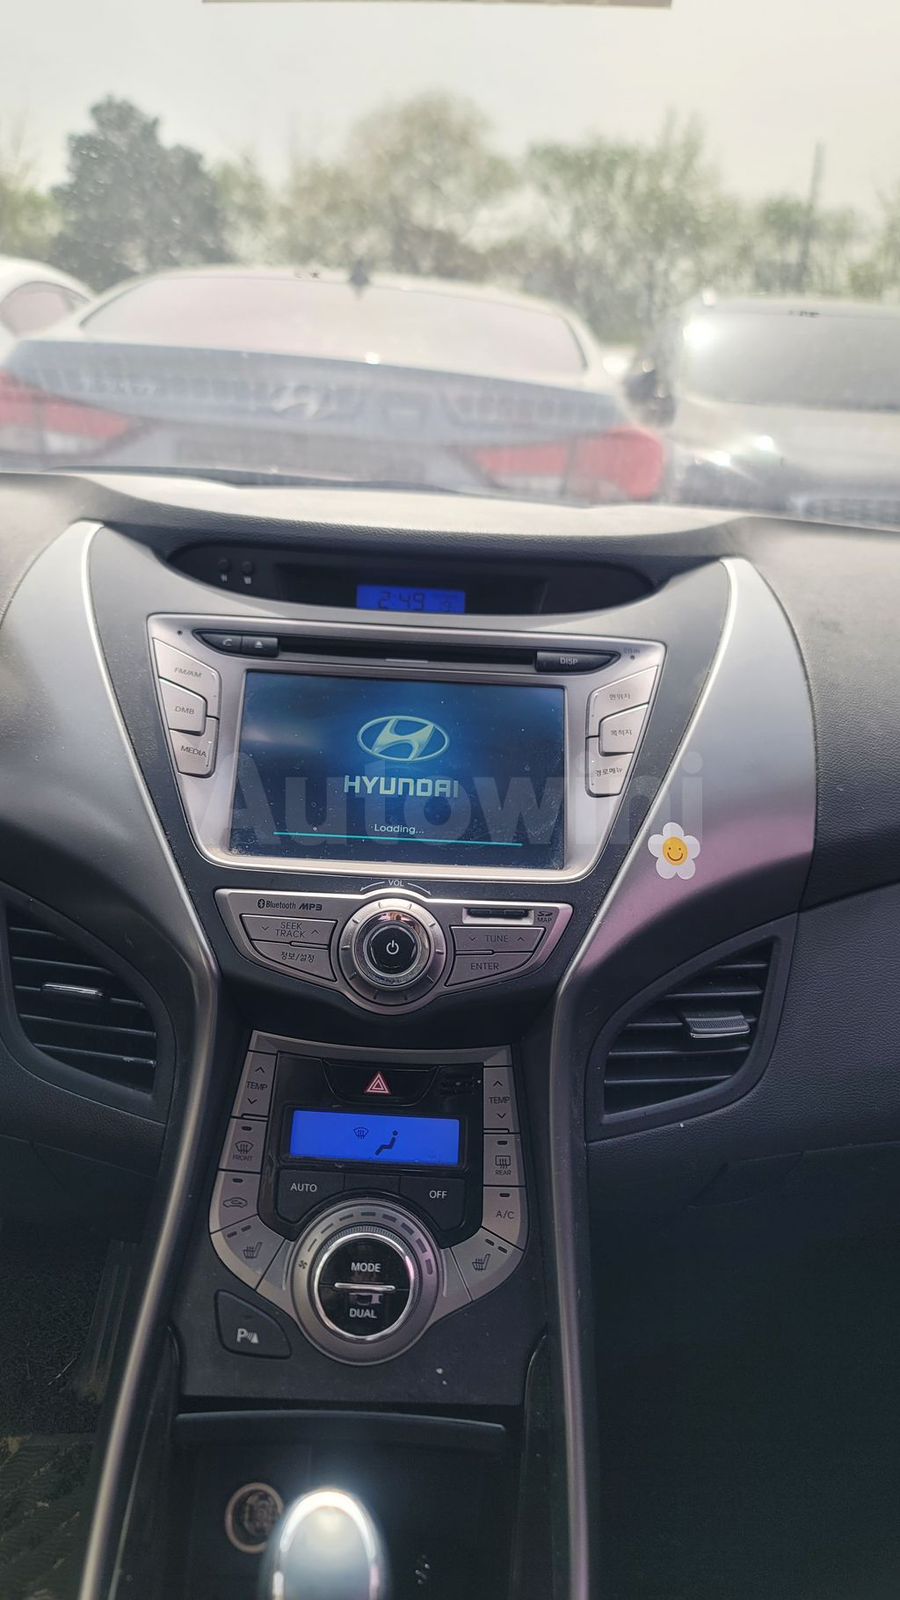 2:49
DISP
FM/AM
DMB
MEDIA
현위치
목적지
경로메뉴
HYUNDAI
Loading...
Autowini
VOL
Bluetooth MP3
SEEK
TRACK
정보/설정
SD
MAP
TUNE
ENTER
TEMP
TEMP
FRONT
REAR
AUTO
OFF
A/C
MODE
DUAL
P